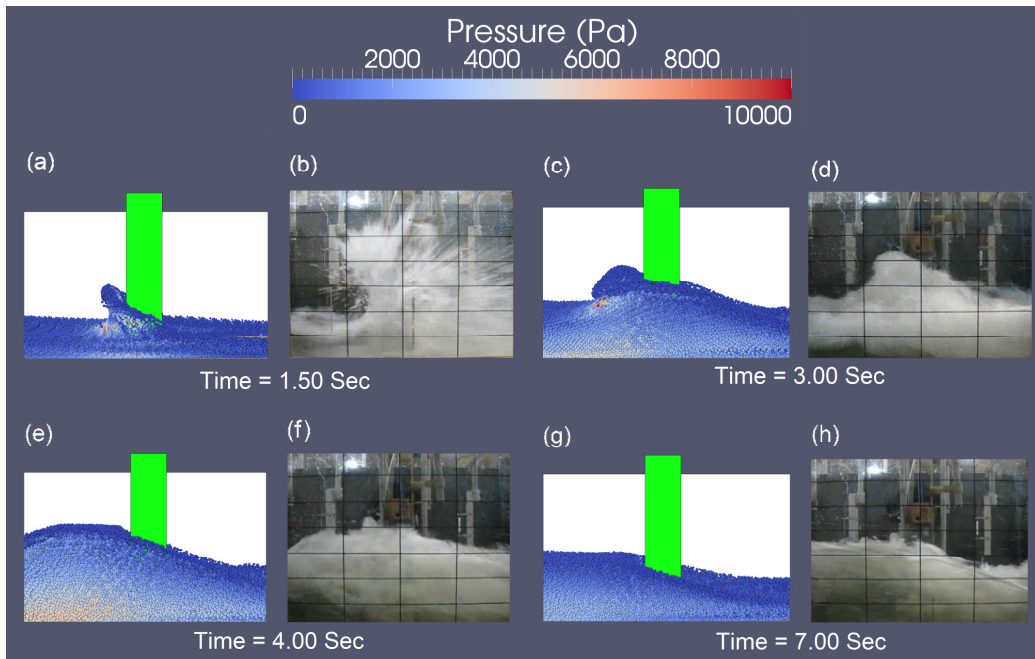 Pressure (Pa)
2000 4000 6000 8000
0 10000
(a) (b) (c) (d)
Time = 1.50 Sec Time = 3.00 Sec
(e) (f) (g) (h)
Time = 4.00 Sec Time = 7.00 Sec